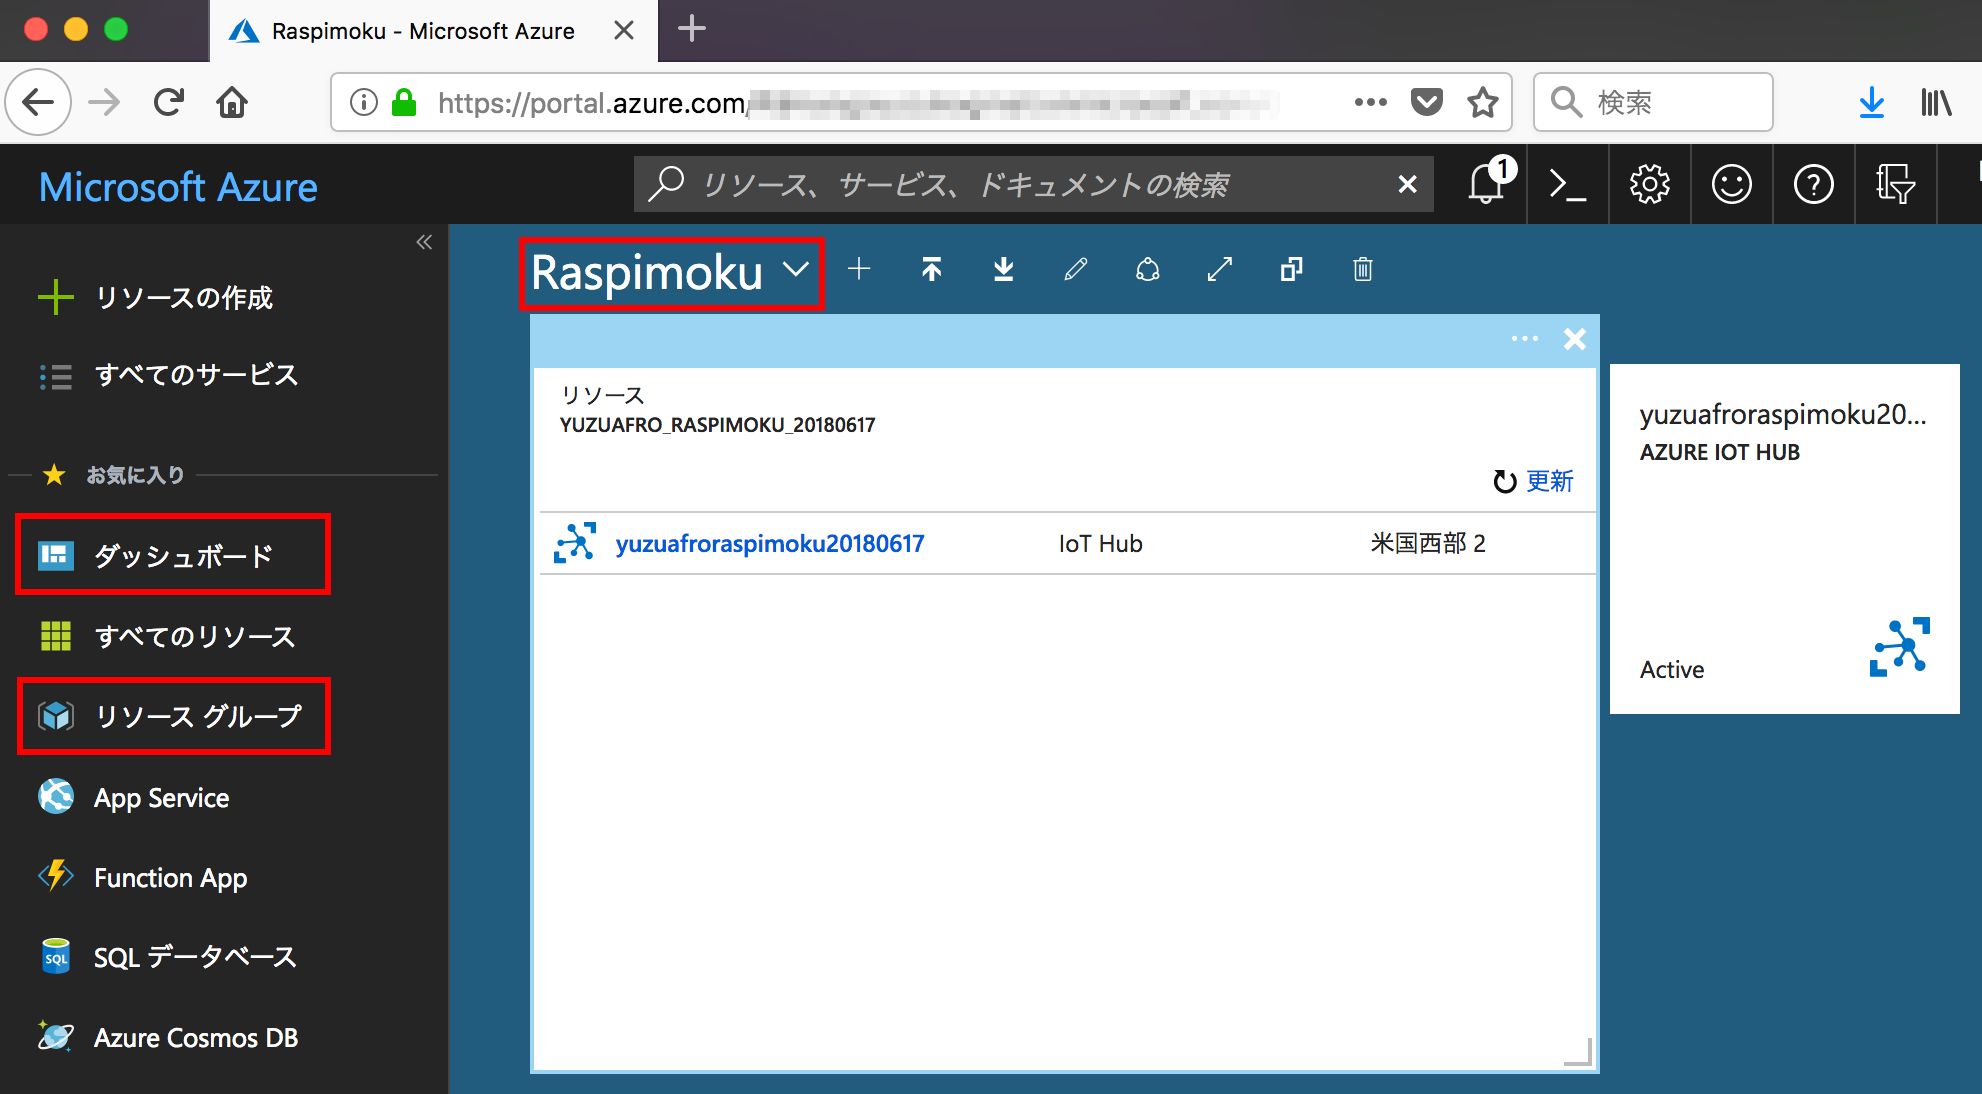 Raspimoku - Microsoft Azure
https://portal.azure.com/
検索
Microsoft Azure
リソース、サービス、ドキュメントの検索
1
リソースの作成
すべてのサービス
お気に入り
ダッシュボード
すべてのリソース
リソース グループ
App Service
Function App
SQL データベース
SQL
Azure Cosmos DB
Raspimoku
リソース
YUZUAFRO_RASPIMOKU_20180617
更新
yuzuafroraspimoku20180617 IoT Hub 米国西部 2
yuzuafroraspimoku20...
AZURE IOT HUB
Active